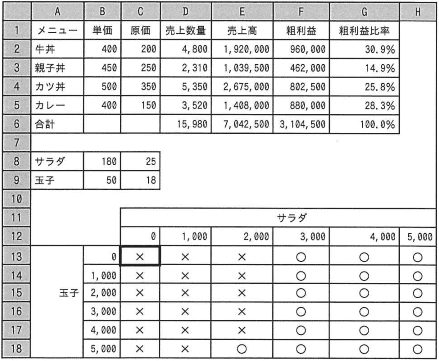 A B C D E F G H
1 メニュー 単価 原価 売上数量 売上高 粗利益 粗利益比率
2 牛丼 400 200 4,800 1,920,000 960,000 30.9%
3 親子丼 450 250 2,310 1,039,500 462,000 14.9%
4 カツ丼 500 350 5,350 2,675,000 802,500 25.8%
5 カレー 400 150 3,520 1,408,000 880,000 28.3%
6 合計 15,980 7,042,500 3,104,500 100.0%
7
8 サラダ 180 25
9 玉子 50 18
10
11 サラダ
12 0 1,000 2,000 3,000 4,000 5,000
13 0 × × × ○ ○ ○
14 1,000 × × × ○ ○ ○
15 玉子 2,000 × × × ○ ○ ○
16 3,000 × × × ○ ○ ○
17 4,000 × × × ○ ○ ○
18 5,000 × × ○ ○ ○ ○